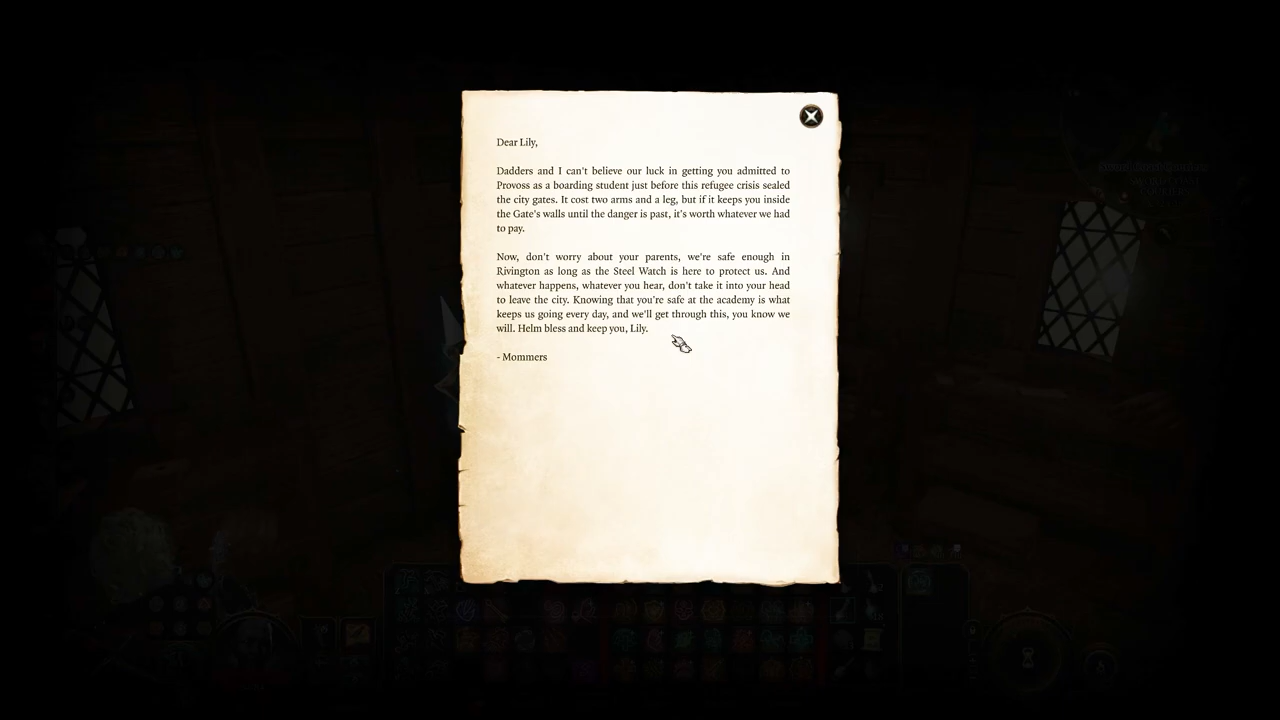 Dear Lily,
Dadders and I can't believe our luck in getting you admitted to
Provoss as a boarding student just before this refugee crisis sealed
the city gates. It cost two arms and a leg, but if it keeps you inside
the Gate's walls until the danger is past, it's worth whatever we had
to pay.
Now, don't worry about your parents, we're safe enough in
Rivington as long as the Steel Watch is here to protect us. And
whatever happens, whatever you hear, don't take it into your head
to leave the city. Knowing that you're safe at the academy is what
keeps us going every day, and we'll get through this, you know we
will. Helm bless and keep you, Lily.
- Mommers